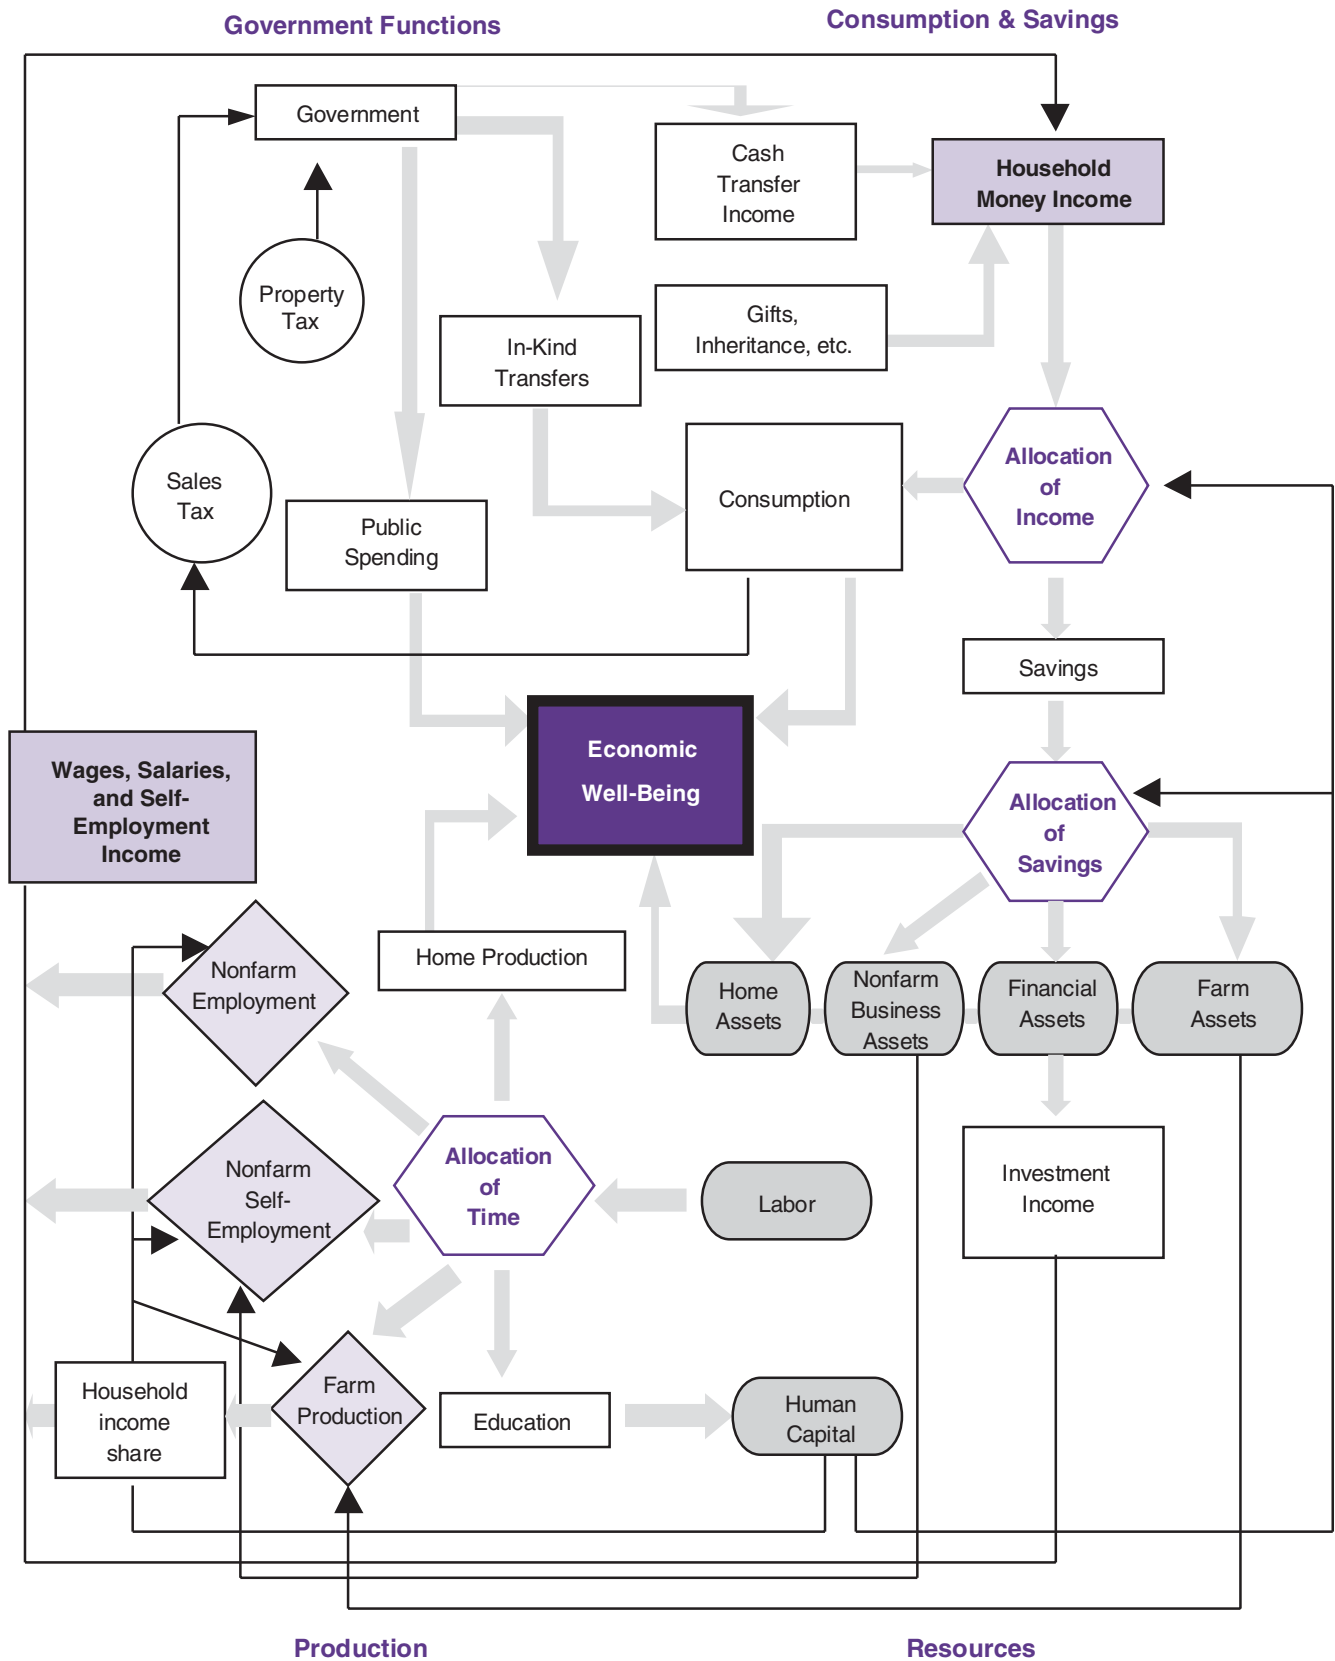 Government Functions
Consumption & Savings
Government
Cash
Transfer
Income
Household
Money Income
Property
Tax
Gifts,
Inheritance, etc.
In-Kind
Transfers
Allocation
of
Income
Sales
Tax
Consumption
Public
Spending
Savings
Economic
Well-Being
Wages, Salaries,
and Self-
Employment
Income
Allocation
of
Savings
Home Production
Nonfarm
Employment
Home
Assets
Nonfarm
Business
Assets
Financial
Assets
Farm
Assets
Allocation
of
Time
Nonfarm
Self-
Employment
Labor
Investment
Income
Household
income
share
Farm
Production
Education
Human
Capital
Production
Resources